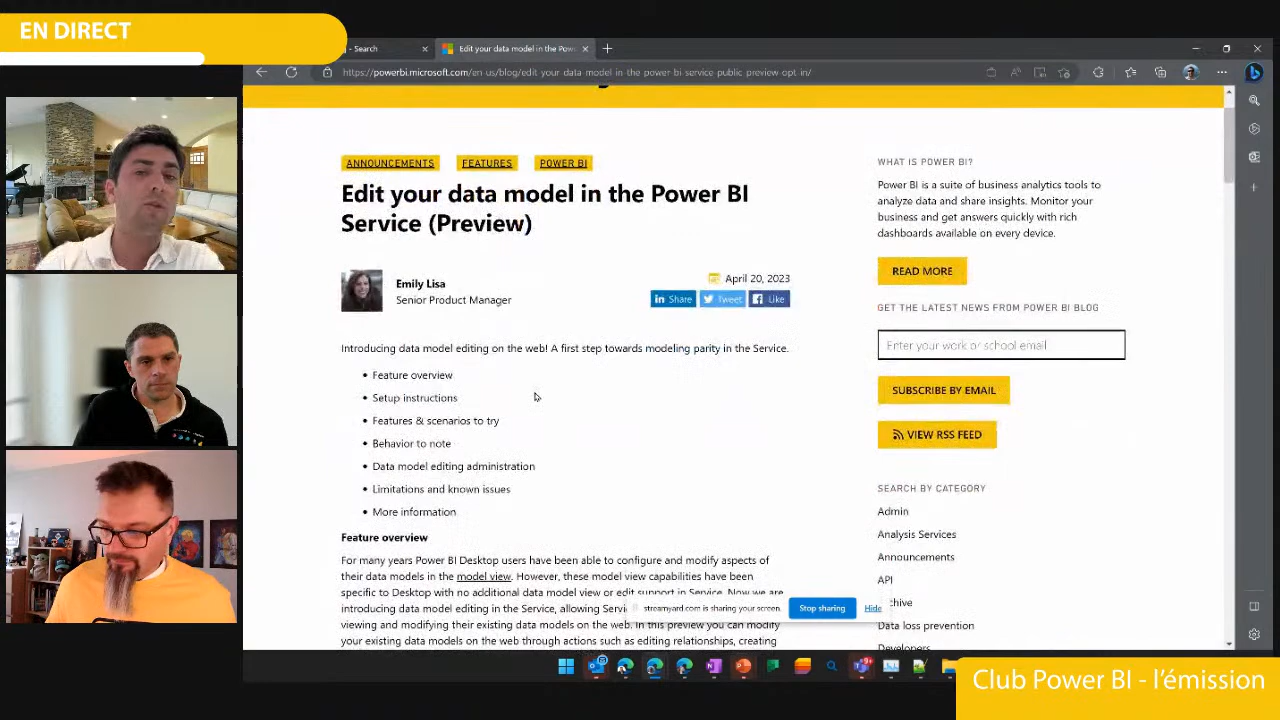 EN DIRECT
- Search
Edit your data model in the Pow
https://powerbi.microsoft.com/en-us/blog/edit-your-data-model-in-the-power-bi-service-public-preview-opt-in/
ANNOUNCEMENTS FEATURES POWER BI
Edit your data model in the Power BI
Service (Preview)
Emily Lisa
Senior Product Manager
April 20, 2023
Share Tweet Like
Introducing data model editing on the web! A first step towards modeling parity in the Service.
• Feature overview
• Setup instructions
• Features & scenarios to try
• Behavior to note
• Data model editing administration
• Limitations and known issues
• More information
Feature overview
For many years Power BI Desktop users have been able to configure and modify aspects of
their data models in the model view. However, these model view capabilities have been
specific to Desktop with no additional data model view or edit support in Service. Now we are
introducing data model editing in the Service, allowing Servi
viewing and modifying their existing data models on the web. In this preview you can modify
your existing data models on the web through actions such as editing relationships, creating
streamyard.com is sharing your screen.
Stop sharing
Hide
WHAT IS POWER BI?
Power BI is a suite of business analytics tools to
analyze data and share insights. Monitor your
business and get answers quickly with rich
dashboards available on every device.
READ MORE
GET THE LATEST NEWS FROM POWER BI BLOG
Enter your work or school email
SUBSCRIBE BY EMAIL
VIEW RSS FEED
SEARCH BY CATEGORY
Admin
Analysis Services
Announcements
API
chive
Data loss prevention
Developers
Club Power BI - l'émission